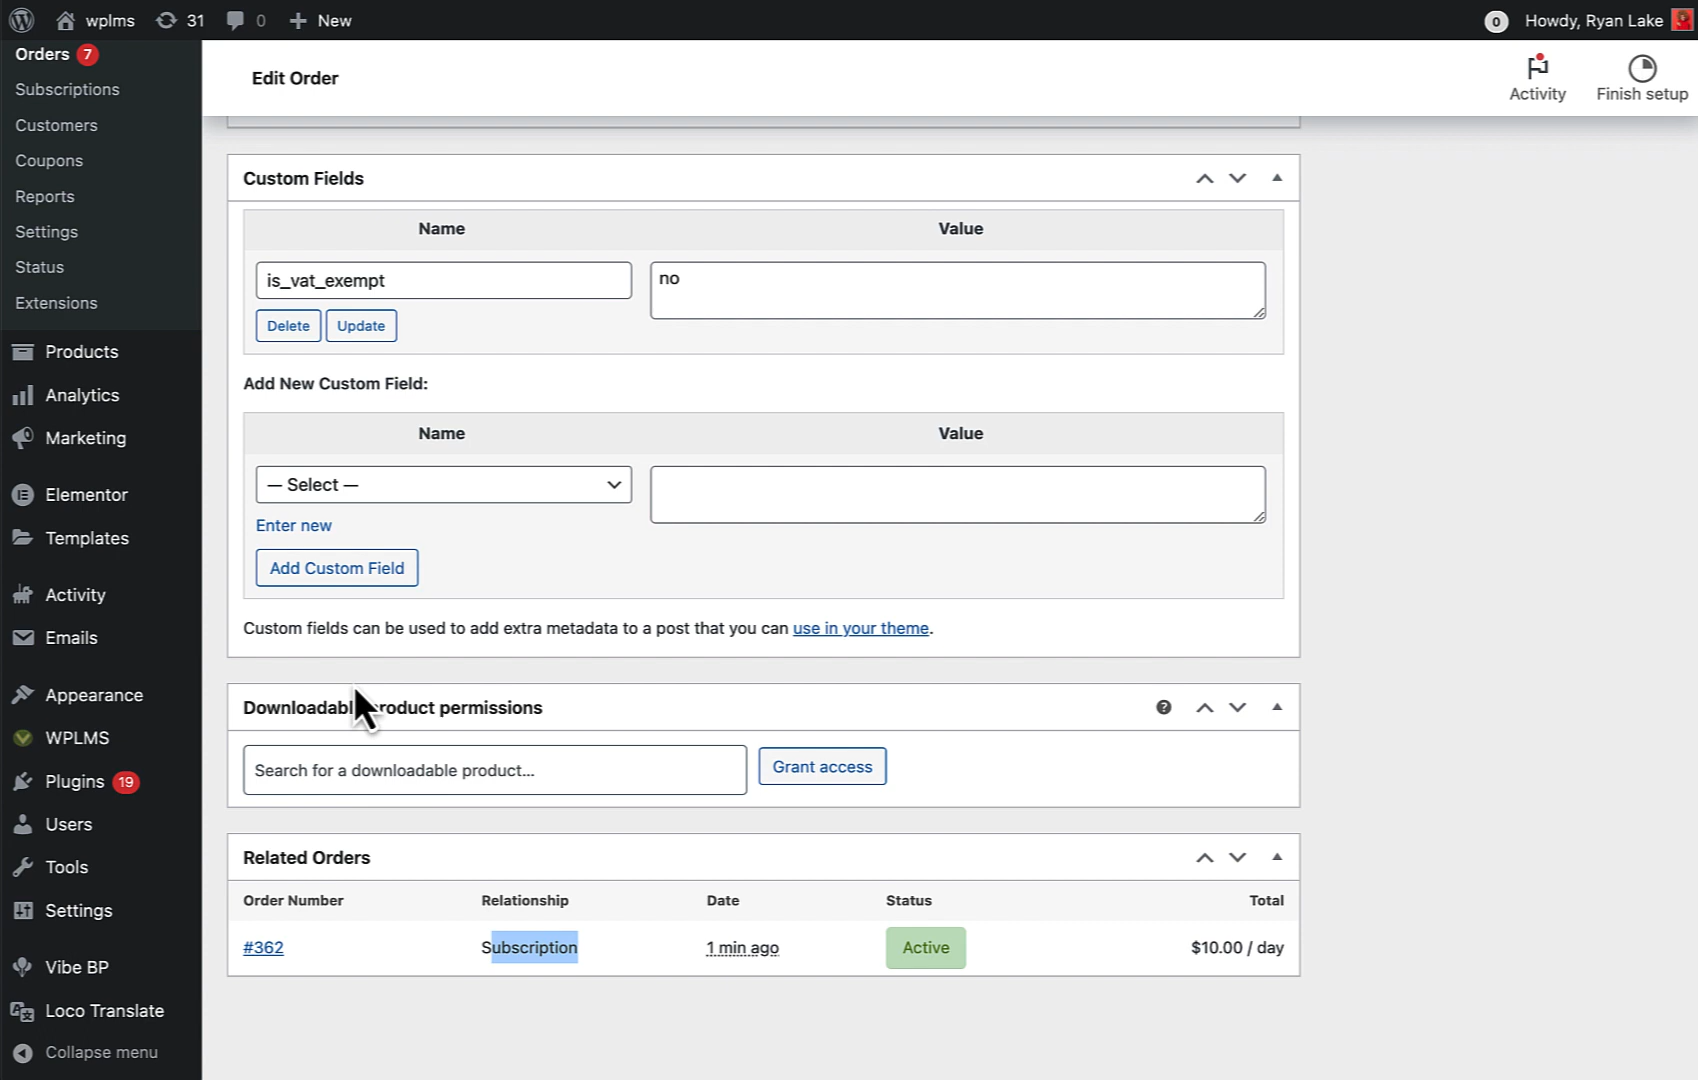 wplms 31 0 + New 0 Howdy, Ryan Lake
Orders 7
Subscriptions
Customers
Coupons
Reports
Settings
Status
Extensions
Products
Analytics
Marketing
Elementor
Templates
Activity
Emails
Appearance
WPLMS
Plugins 19
Users
Tools
Settings
Vibe BP
Loco Translate
Collapse menu
Edit Order
Activity Finish setup
Custom Fields
Name Value
is_vat_exempt no
Delete Update
Add New Custom Field:
Name Value
— Select —
Enter new
Add Custom Field
Custom fields can be used to add extra metadata to a post that you can use in your theme.
Downloadabl roduct permissions
Search for a downloadable product... Grant access
Related Orders
Order Number Relationship Date Status Total
#362 Subscription 1 min ago Active $10.00 / day